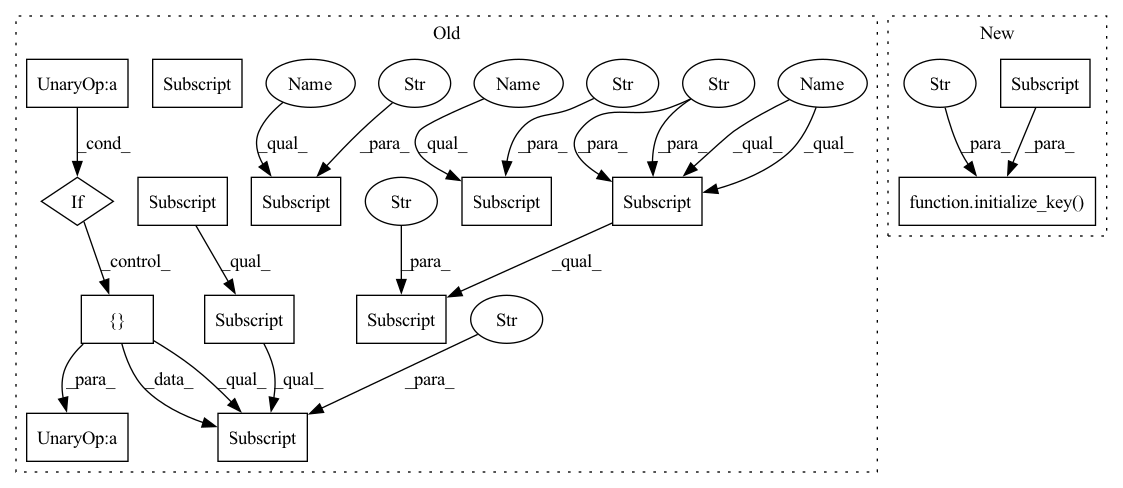 Old
New
UnaryOp:a
Subscript
Name
Str
Name
Str
Str
Name
Str
Subscript
_cond_
_qual_
_para_
_qual_
_para_
_para_
_para_
_qual_
_qual_
_para_
_para_
If
Subscript
Subscript
Str
Subscript
Subscript
function.initialize_key()
_control_
_qual_
_para_
_qual_
{}
Subscript
Subscript
Str
_para_
_data_
_qual_
_qual_
_para_
UnaryOp:a
Subscript